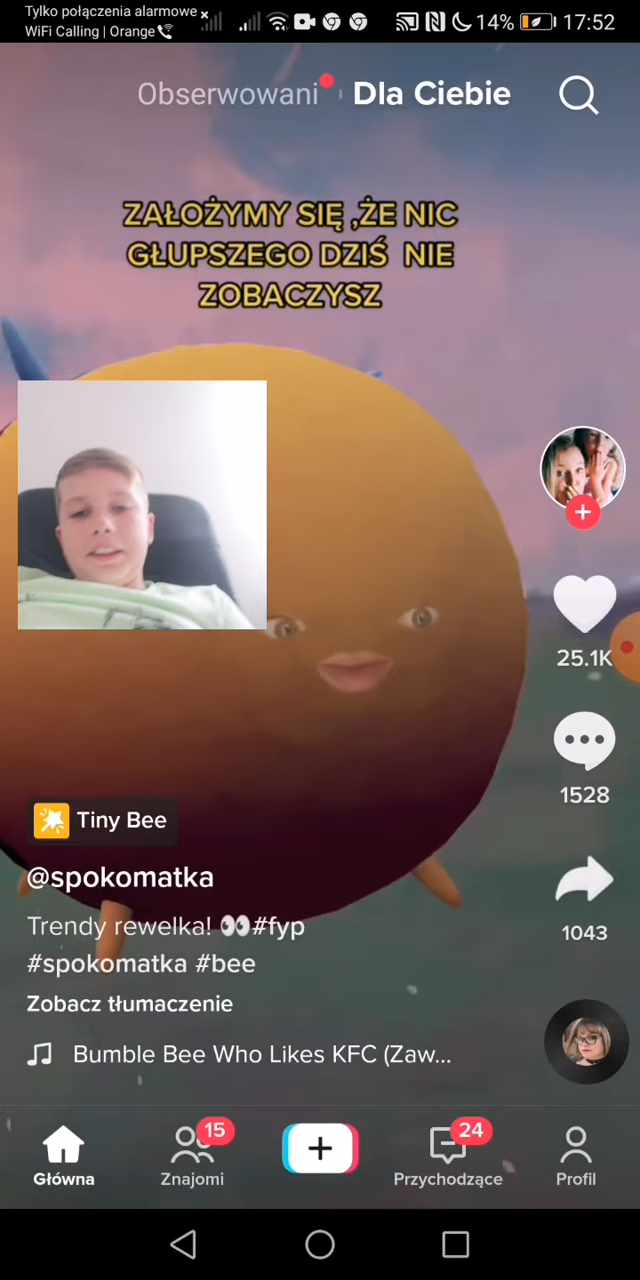 Tylko połączenia alarmowe
WiFi Calling | Orange
14% 17:52
Obserwowani Dla Ciebie
ZAŁOŻYMY SIĘ ,ŻE NIC
GŁUPSZEGO DZIŚ NIE
ZOBACZYSZ
25.1K
1528
Tiny Bee
@spokomatka
Trendy rewelka! 👀#fyp
#spokomatka #bee
1043
Zobacz tłumaczenie
Bumble Bee Who Likes KFC (Zaw...
15
24
Główna Znajomi Przychodzące Profil